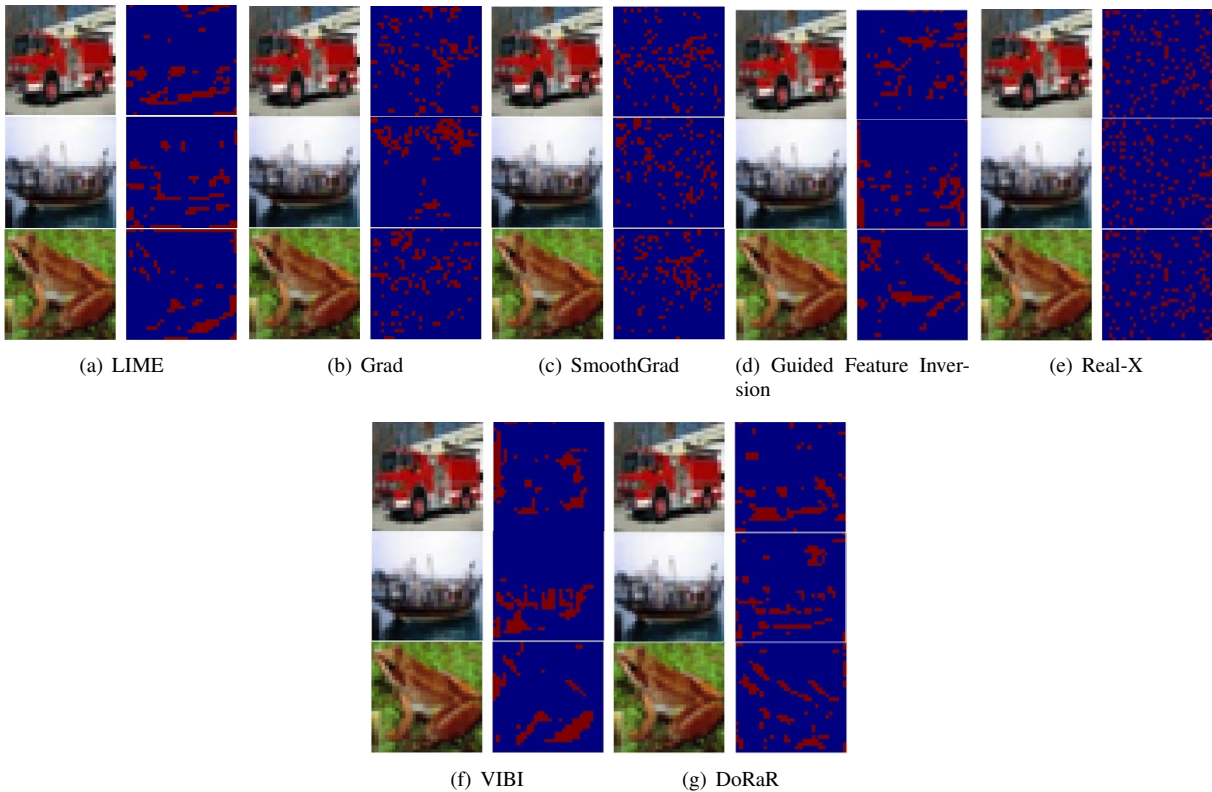 (a) LIME
(b) Grad
(c) SmoothGrad
(d) Guided Feature Inver-
sion
(e) Real-X
(f) VIBI
(g) DoRaR